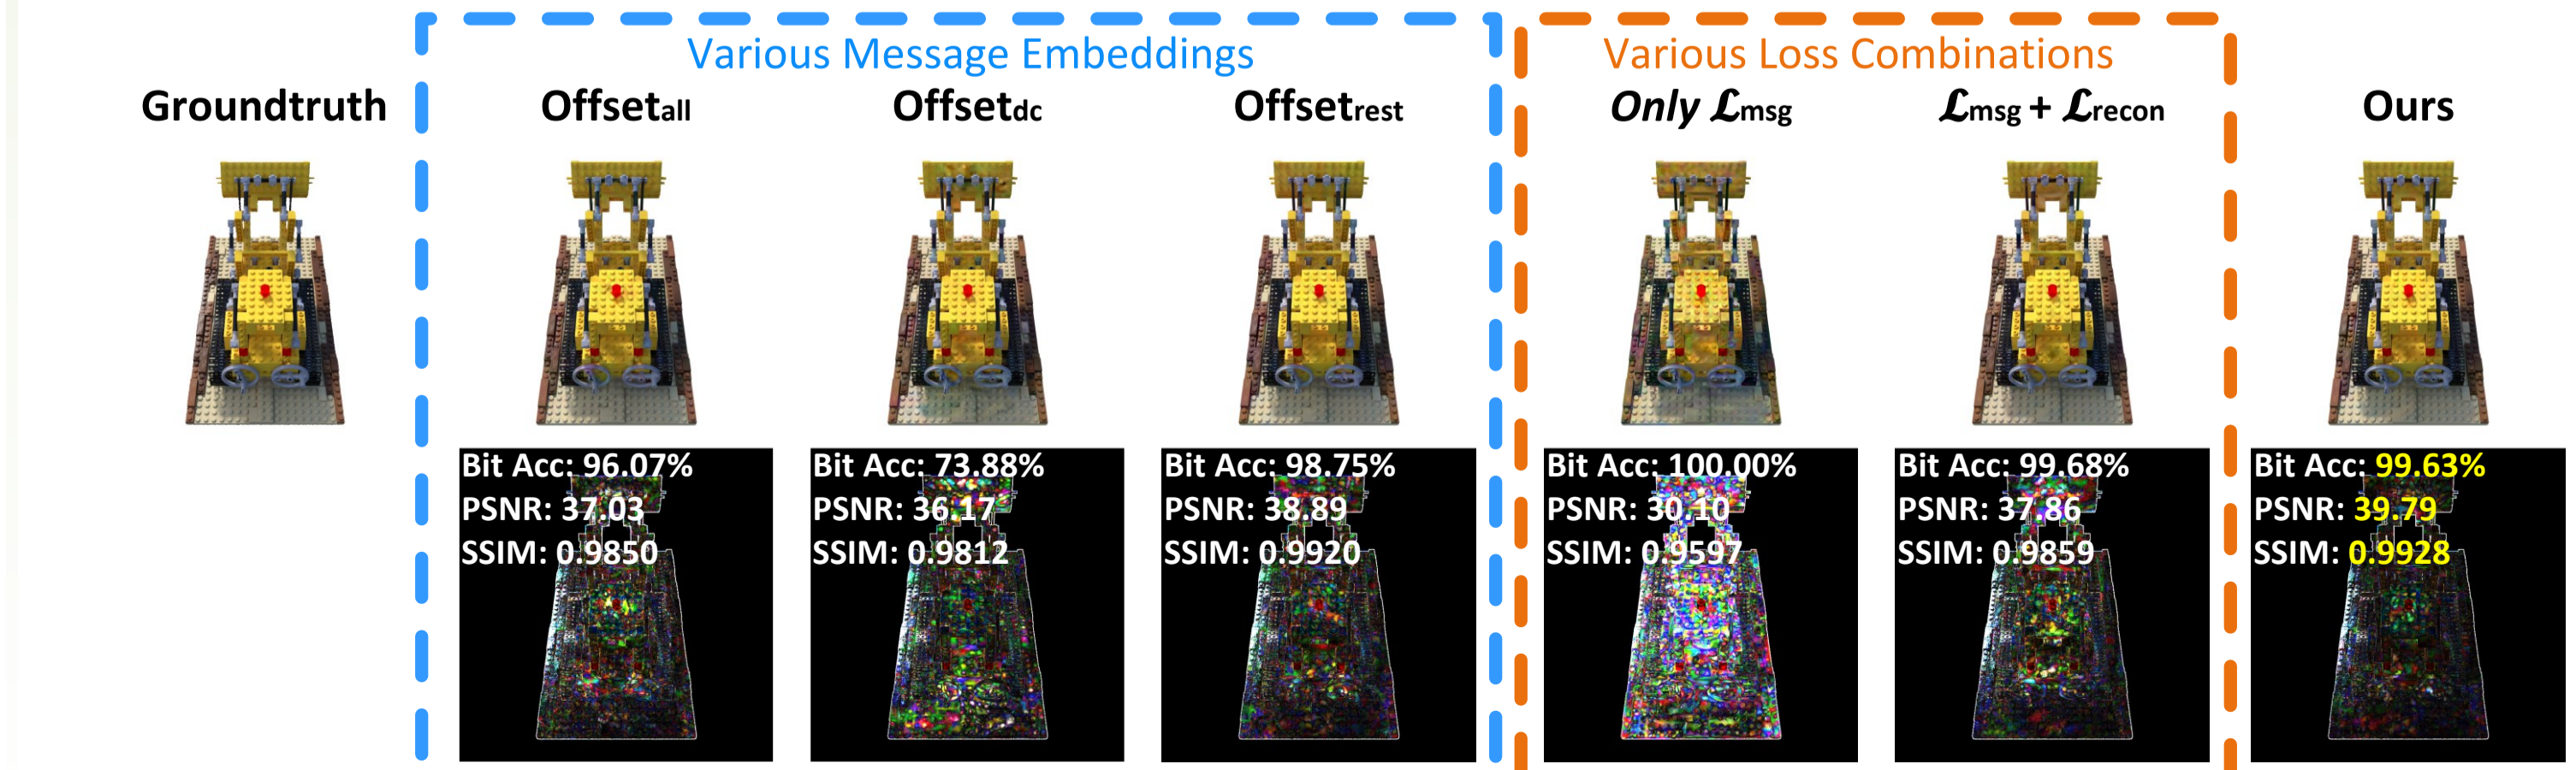 Various Message Embeddings
Various Loss Combinations
Groundtruth
Offsetall
Offsetdc
Offsetrest
Only ℒmsg
ℒmsg + ℒrecon
Ours
Bit Acc: 96.07%
PSNR: 37.03
SSIM: 0.9850
Bit Acc: 73.88%
PSNR: 36.17
SSIM: 0.9812
Bit Acc: 98.75%
PSNR: 38.89
SSIM: 0.9920
Bit Acc: 100.00%
PSNR: 30.10
SSIM: 0.9597
Bit Acc: 99.68%
PSNR: 37.86
SSIM: 0.9859
Bit Acc: 99.63%
PSNR: 39.79
SSIM: 0.9928